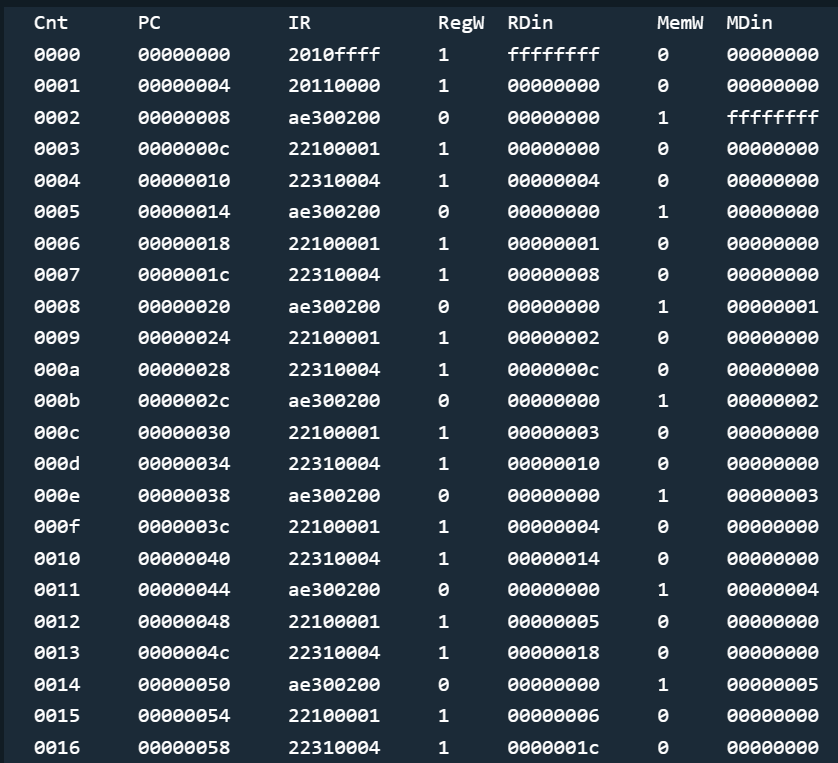 Cnt PC IR RegW RDin MemW MDin
0000 00000000 2010ffff 1 ffffffff 0 00000000
0001 00000004 20110000 1 00000000 0 00000000
0002 00000008 ae300200 0 00000000 1 ffffffff
0003 0000000c 22100001 1 00000000 0 00000000
0004 00000010 22310004 1 00000004 0 00000000
0005 00000014 ae300200 0 00000000 1 00000000
0006 00000018 22100001 1 00000001 0 00000000
0007 0000001c 22310004 1 00000008 0 00000000
0008 00000020 ae300200 0 00000000 1 00000001
0009 00000024 22100001 1 00000002 0 00000000
000a 00000028 22310004 1 0000000c 0 00000000
000b 0000002c ae300200 0 00000000 1 00000002
000c 00000030 22100001 1 00000003 0 00000000
000d 00000034 22310004 1 00000010 0 00000000
000e 00000038 ae300200 0 00000000 1 00000003
000f 0000003c 22100001 1 00000004 0 00000000
0010 00000040 22310004 1 00000014 0 00000000
0011 00000044 ae300200 0 00000000 1 00000004
0012 00000048 22100001 1 00000005 0 00000000
0013 0000004c 22310004 1 00000018 0 00000000
0014 00000050 ae300200 0 00000000 1 00000005
0015 00000054 22100001 1 00000006 0 00000000
0016 00000058 22310004 1 0000001c 0 00000000